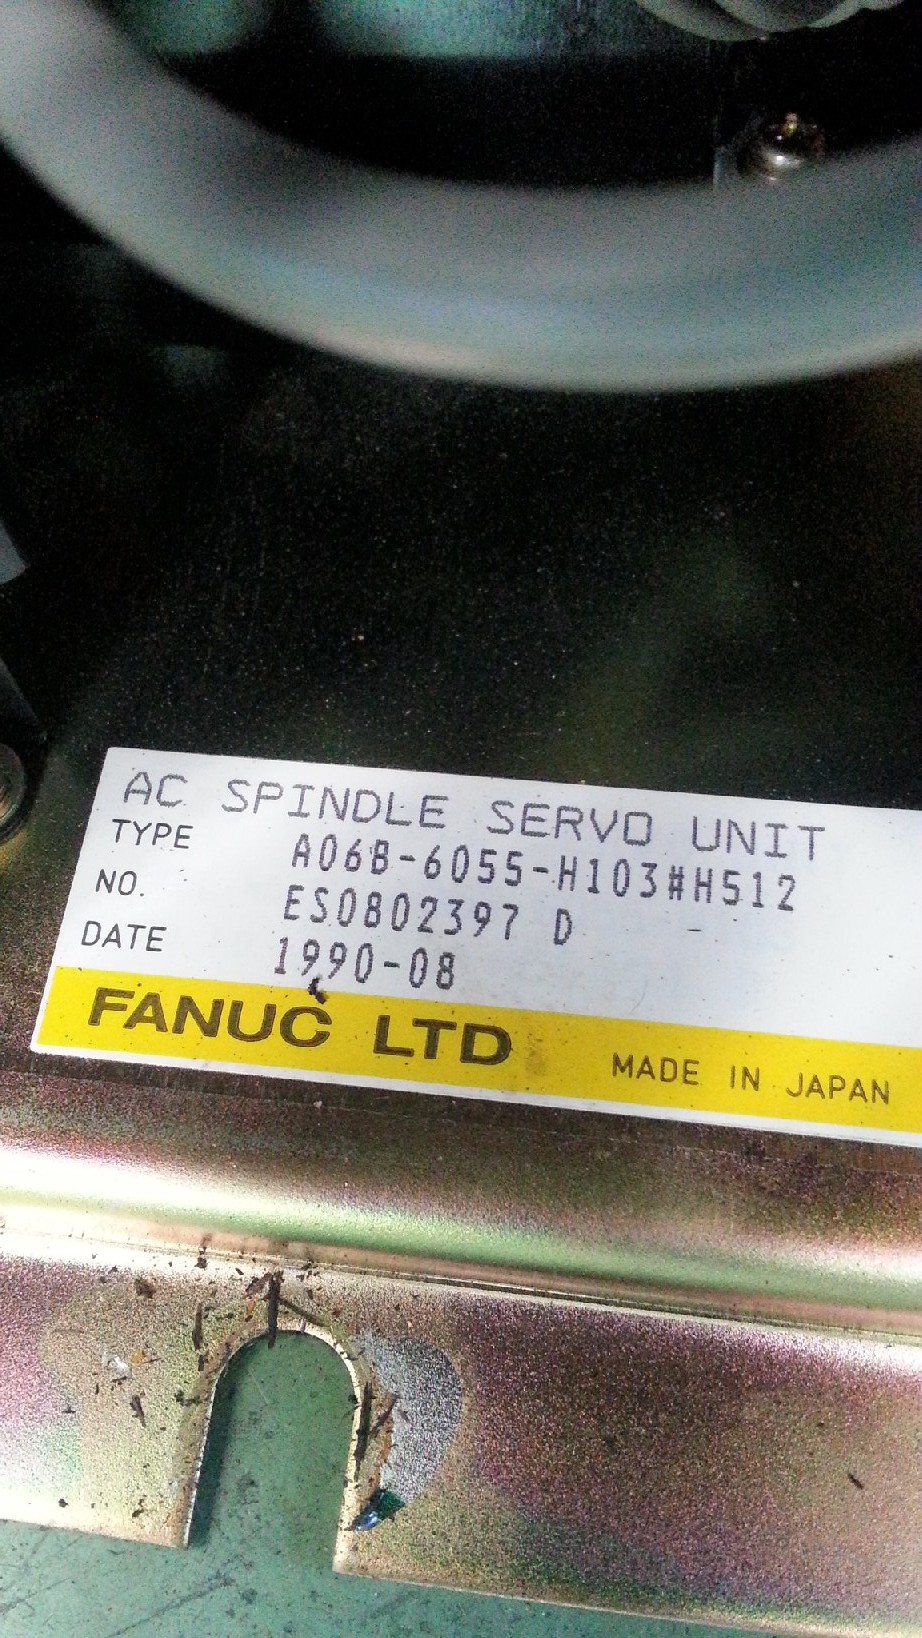 AC SPINDLE SERVO UNIT
TYPE A06B-6055-H103#H512
NO. ES0802397 D
DATE 1990-08
FANUC LTD MADE IN JAPAN